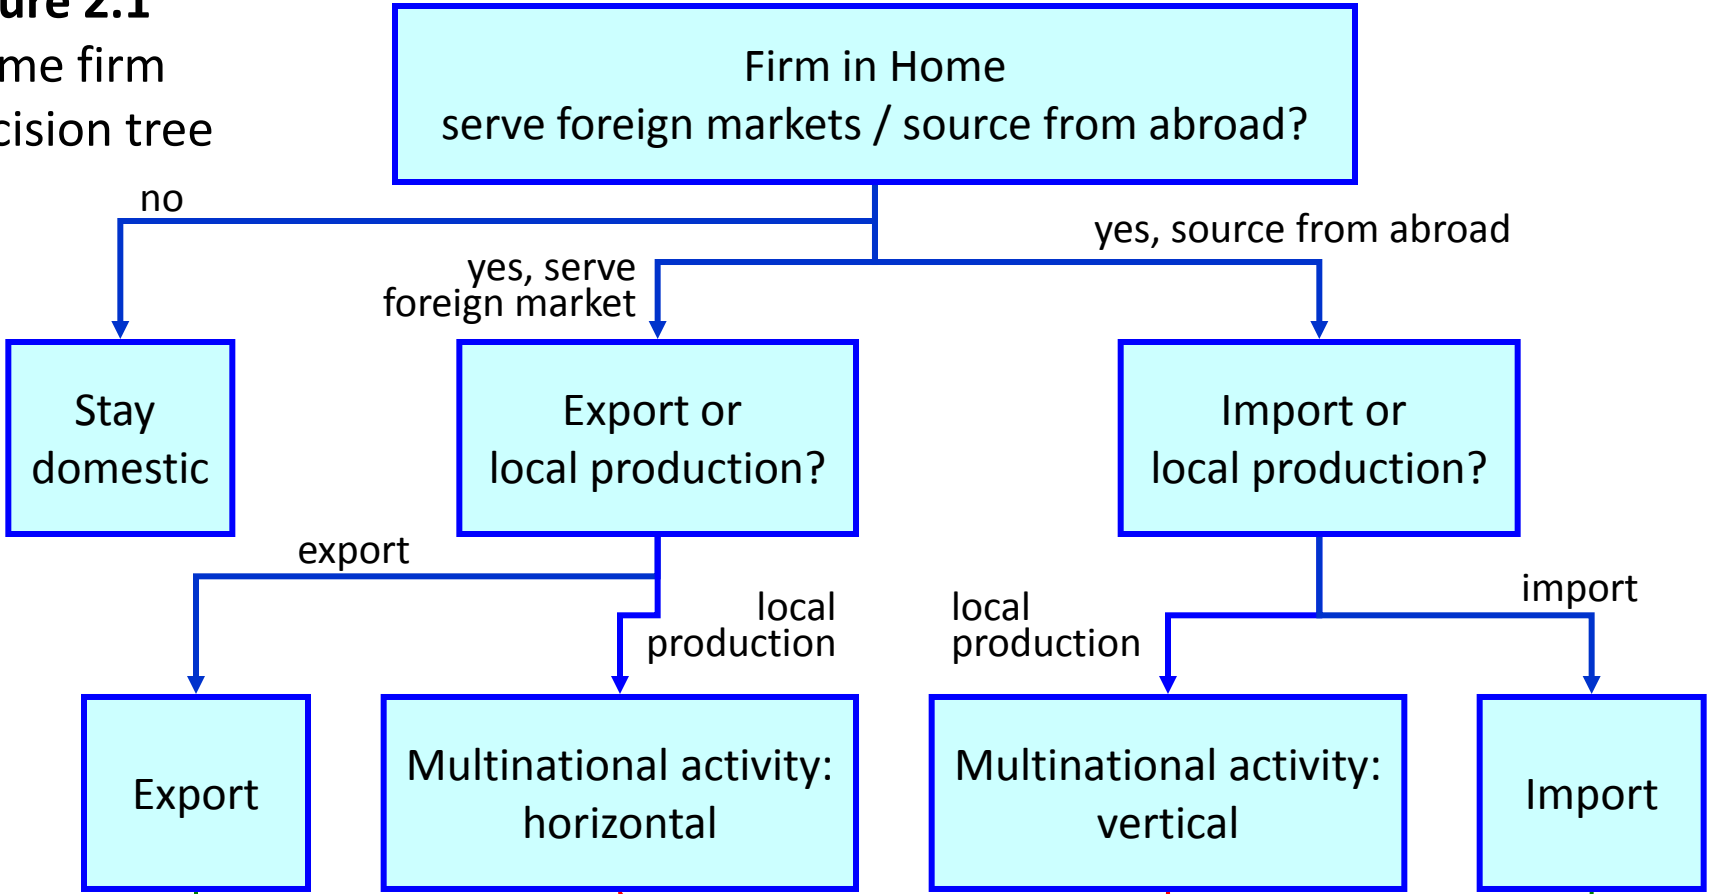 ure 2.1
me firm
cision tree
Firm in Home
serve foreign markets / source from abroad?
no
yes, source from abroad
yes, serve
foreign market
Stay
domestic
Export or
local production?
Import or
local production?
export
local
production
local
production
import
Export
Multinational activity:
horizontal
Multinational activity:
vertical
Import